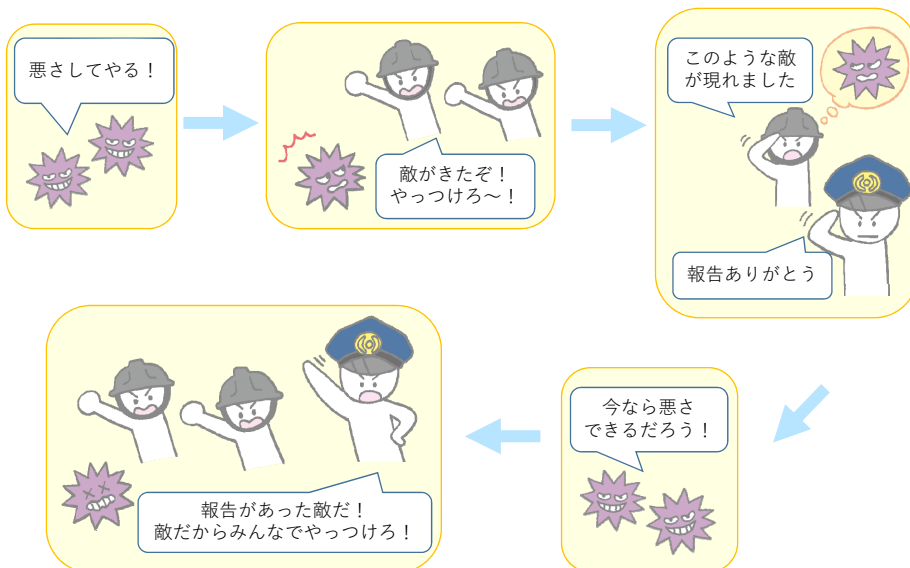 悪さしてやる！
敵がきたぞ！
やっつけろ～！
このような敵
が現れました
報告ありがとう
今なら悪さ
できるだろう！
報告があった敵だ！
敵だからみんなでやっつけろ！